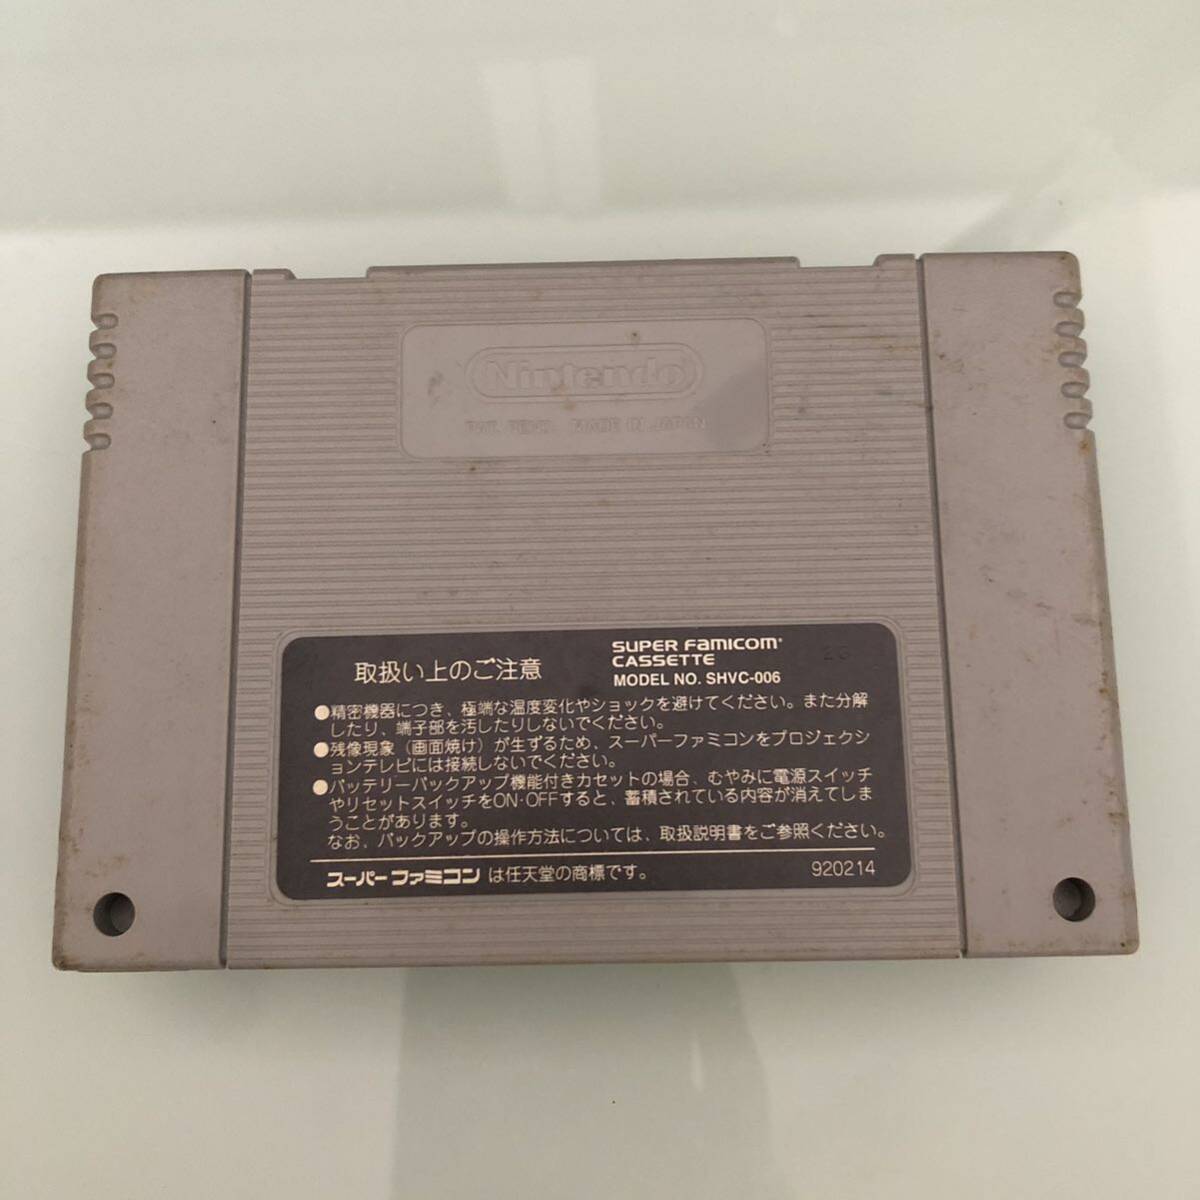 Nintendo
PAT. PEND. MADE IN JAPAN
取扱い上のご注意
SUPER FAMICOM
CASSETTE
MODEL NO. SHVC-006
●精密機器につき、極端な温度変化やショックを避けてください。また分解
したり、端子部を汚したりしないでください。
●残像現象（画面焼け）が生ずるため、スーパーファミコンをプロジェクシ
ョンテレビには接続しないでください。
●バッテリーバックアップ機能付きカセットの場合、むやみに電源スイッチ
やリセットスイッチをON·OFFすると、蓄積されている内容が消えてしま
うことがあります。
なお、バックアップの操作方法については、取扱説明書をご参照ください。
スーパーファミコンは任天堂の商標です。
920214